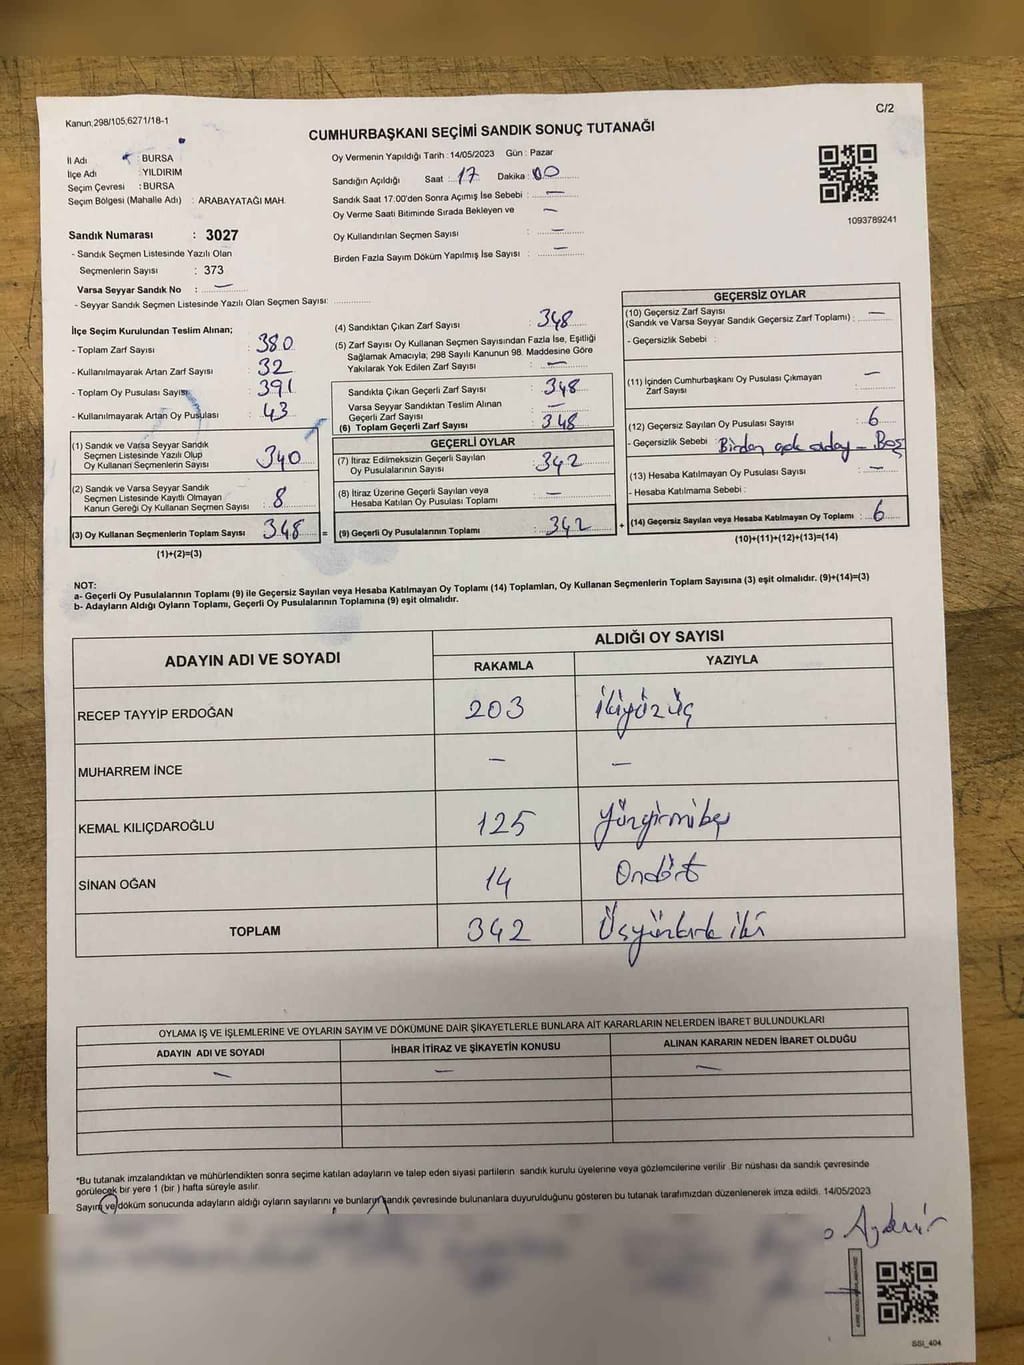 Kanun,298/105,6271/18-1
C/2
CUMHURBAŞKANI SEÇİMİ SANDIK SONUÇ TUTANAĞI
İl Adı : BURSA
İlçe Adı : YILDIRIM
Seçim Çevresi : BURSA
Seçim Bölgesi (Mahalle Adı) : ARABAYATAĞI MAH.
Sandık Numarası : 3027
- Sandık Seçmen Listesinde Yazılı Olan
Seçmenlerin Sayısı : 373
Varsa Seyyar Sandık No : —
- Seyyar Sandık Seçmen Listesinde Yazılı Olan Seçmen Sayısı:
Oy Vermenin Yapıldığı Tarih : 14/05/2023 Gün : Pazar
Sandığın Açıldığı Saat : 17 Dakika : 00
Sandık Saat 17.00'den Sonra Açımış İse Sebebi : —
Oy Verme Saati Bitiminde Sırada Bekleyen ve —
Oy Kullandırılan Seçmen Sayısı : —
Birden Fazla Sayım Döküm Yapılmış İse Sayısı : —
1093789241
İlçe Seçim Kurulundan Teslim Alınan;
- Toplam Zarf Sayısı : 380
- Kullanılmayarak Artan Zarf Sayısı : 32
- Toplam Oy Pusulası Sayısı : 391
- Kullanılmayarak Artan Oy Pusulası : 43
(1) Sandık ve Varsa Seyyar Sandık
Seçmen Listesinde Yazılı Olup
Oy Kullanan Seçmenlerin Sayısı : 340
(2) Sandık ve Varsa Seyyar Sandık
Seçmen Listesinde Kayıtlı Olmayan
Kanun Gereği Oy Kullanan Seçmen Sayısı : 8
(3) Oy Kullanan Seçmenlerin Toplam Sayısı : 348 =
(1)+(2)=(3)
(4) Sandıktan Çıkan Zarf Sayısı : 348
(5) Zarf Sayısı Oy Kullanan Seçmen Sayısından Fazla İse, Eşitliği
Sağlamak Amacıyla; 298 Sayılı Kanunun 98. Maddesine Göre
Yakılarak Yok Edilen Zarf Sayısı : —
Sandıkta Çıkan Geçerli Zarf Sayısı : 348
Varsa Seyyar Sandıktan Teslim Alınan
Geçerli Zarf Sayısı : —
(6) Toplam Geçerli Zarf Sayısı : 348
GEÇERLİ OYLAR
(7) İtiraz Edilmeksizin Geçerli Sayılan
Oy Pusulasının Sayısı : 342
(8) İtiraz Üzerine Geçerli Sayılan veya
Hesaba Katılan Oy Pusulası Toplamı : —
(9) Geçerli Oy Pusulalarının Toplamı : 342 +
GEÇERSİZ OYLAR
(10) Geçersiz Zarf Sayısı
(Sandık ve Varsa Seyyar Sandık Geçersiz Zarf Toplamı) : —
- Geçersizlik Sebebi :
(11) İçinden Cumhurbaşkanı Oy Pusulası Çıkmayan
Zarf Sayısı : —
(12) Geçersiz Sayılan Oy Pusulası Sayısı : 6
- Geçersizlik Sebebi : Birden çok aday – Boş
(13) Hesaba Katılmayan Oy Pusulası Sayısı : —
- Hesaba Katılmama Sebebi :
(14) Geçersiz Sayılan veya Hesaba Katılmayan Oy Toplamı : 6
(10)+(11)+(12)+(13)=(14)
NOT:
a- Geçerli Oy Pusulalarının Toplamı (9) ile Geçersiz Sayılan veya Hesaba Katılmayan Oy Toplamı (14) Toplamları, Oy Kullanan Seçmenlerin Toplam Sayısına (3) eşit olmalıdır. (9)+(14)=(3)
b- Adayların Aldığı Oyların Toplamı, Geçerli Oy Pusulalarının Toplamına (9) eşit olmalıdır.
ADAYIN ADI VE SOYADI
ALDIĞI OY SAYISI
RAKAMLA YAZIYLA
RECEP TAYYİP ERDOĞAN 203 İkiyüzüç
MUHARREM İNCE — —
KEMAL KILIÇDAROĞLU 125 Yüzyirmibeş
SİNAN OĞAN 14 Ondört
TOPLAM 342 Üçyüzkırk iki
OYLAMA İŞ VE İŞLEMLERİNE VE OYLARIN SAYIM VE DÖKÜMÜNE DAİR ŞİKAYETLERLE BUNLARA AİT KARARLARIN NELERDEN İBARET BULUNDUKLARI
ADAYIN ADI VE SOYADI İHBAR İTİRAZ VE ŞİKAYETİN KONUSU ALINAN KARARIN NEDEN İBARET OLDUĞU
— — —
*Bu tutanak imzalandıktan ve mühürlendikten sonra seçime katılan adayların ve talep eden siyasi partilerin sandık kurulu üyelerine veya gözlemcilerine verilir .Bir nüshası da sandık çevresinde
görülecek bir yere 1 (bir ) hafta süreyle asılır.
Sayım ve döküm sonucunda adayların aldığı oyların sayılarını ve bunların sandık çevresinde bulunanlara duyurulduğunu gösteren bu tutanak tarafımızdan düzenlenerek imza edildi. 14/05/2023
SSI_404